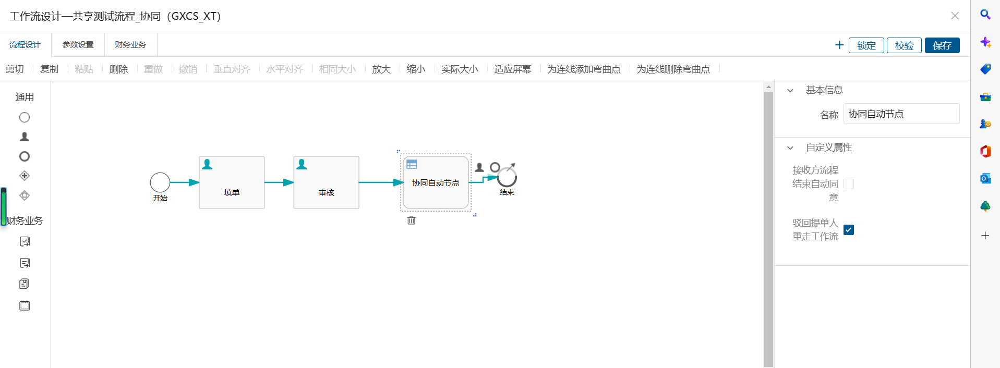 工作流设计—共享测试流程_协同（GXCS_XT）
流程设计 参数设置 财务业务 锁定 校验 保存
剪切 复制 粘贴 删除 重做 撤销 垂直对齐 水平对齐 相同大小 放大 缩小 实际大小 适应屏幕 为连线添加弯曲点 为连线删除弯曲点
通用
财务业务
开始
填单
审核
协同自动节点
结束
基本信息
名称 协同自动节点
自定义属性
接收方流程
结束自动同
意
驳回提单人
重走工作流